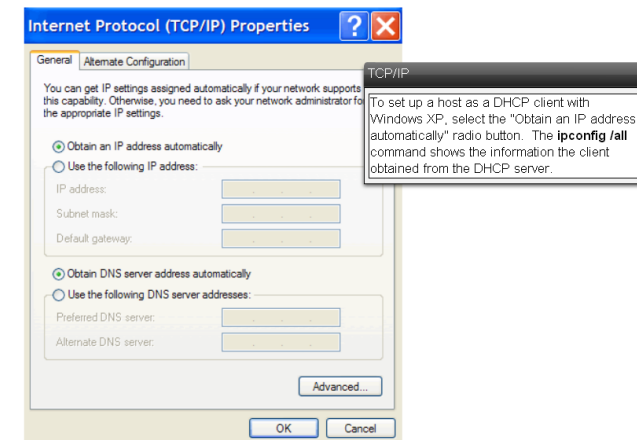 Internet Protocol (TCP/IP) Properties
General
Alternate Configuration
You can get IP settings assigned automatically if your network supports
this capability. Otherwise, you need to ask your network administrator for
the appropriate IP settings.
Obtain an IP address automatically
Use the following IP address:
IP address:
Subnet mask:
Default gateway:
Obtain DNS server address automatically
Use the following DNS server addresses:
Preferred DNS server:
Alternate DNS server:
Advanced...
OK
Cancel
TCP/IP
To set up a host as a DHCP client with
Windows XP, select the "Obtain an IP address
automatically" radio button. The ipconfig /all
command shows the information the client
obtained from the DHCP server.